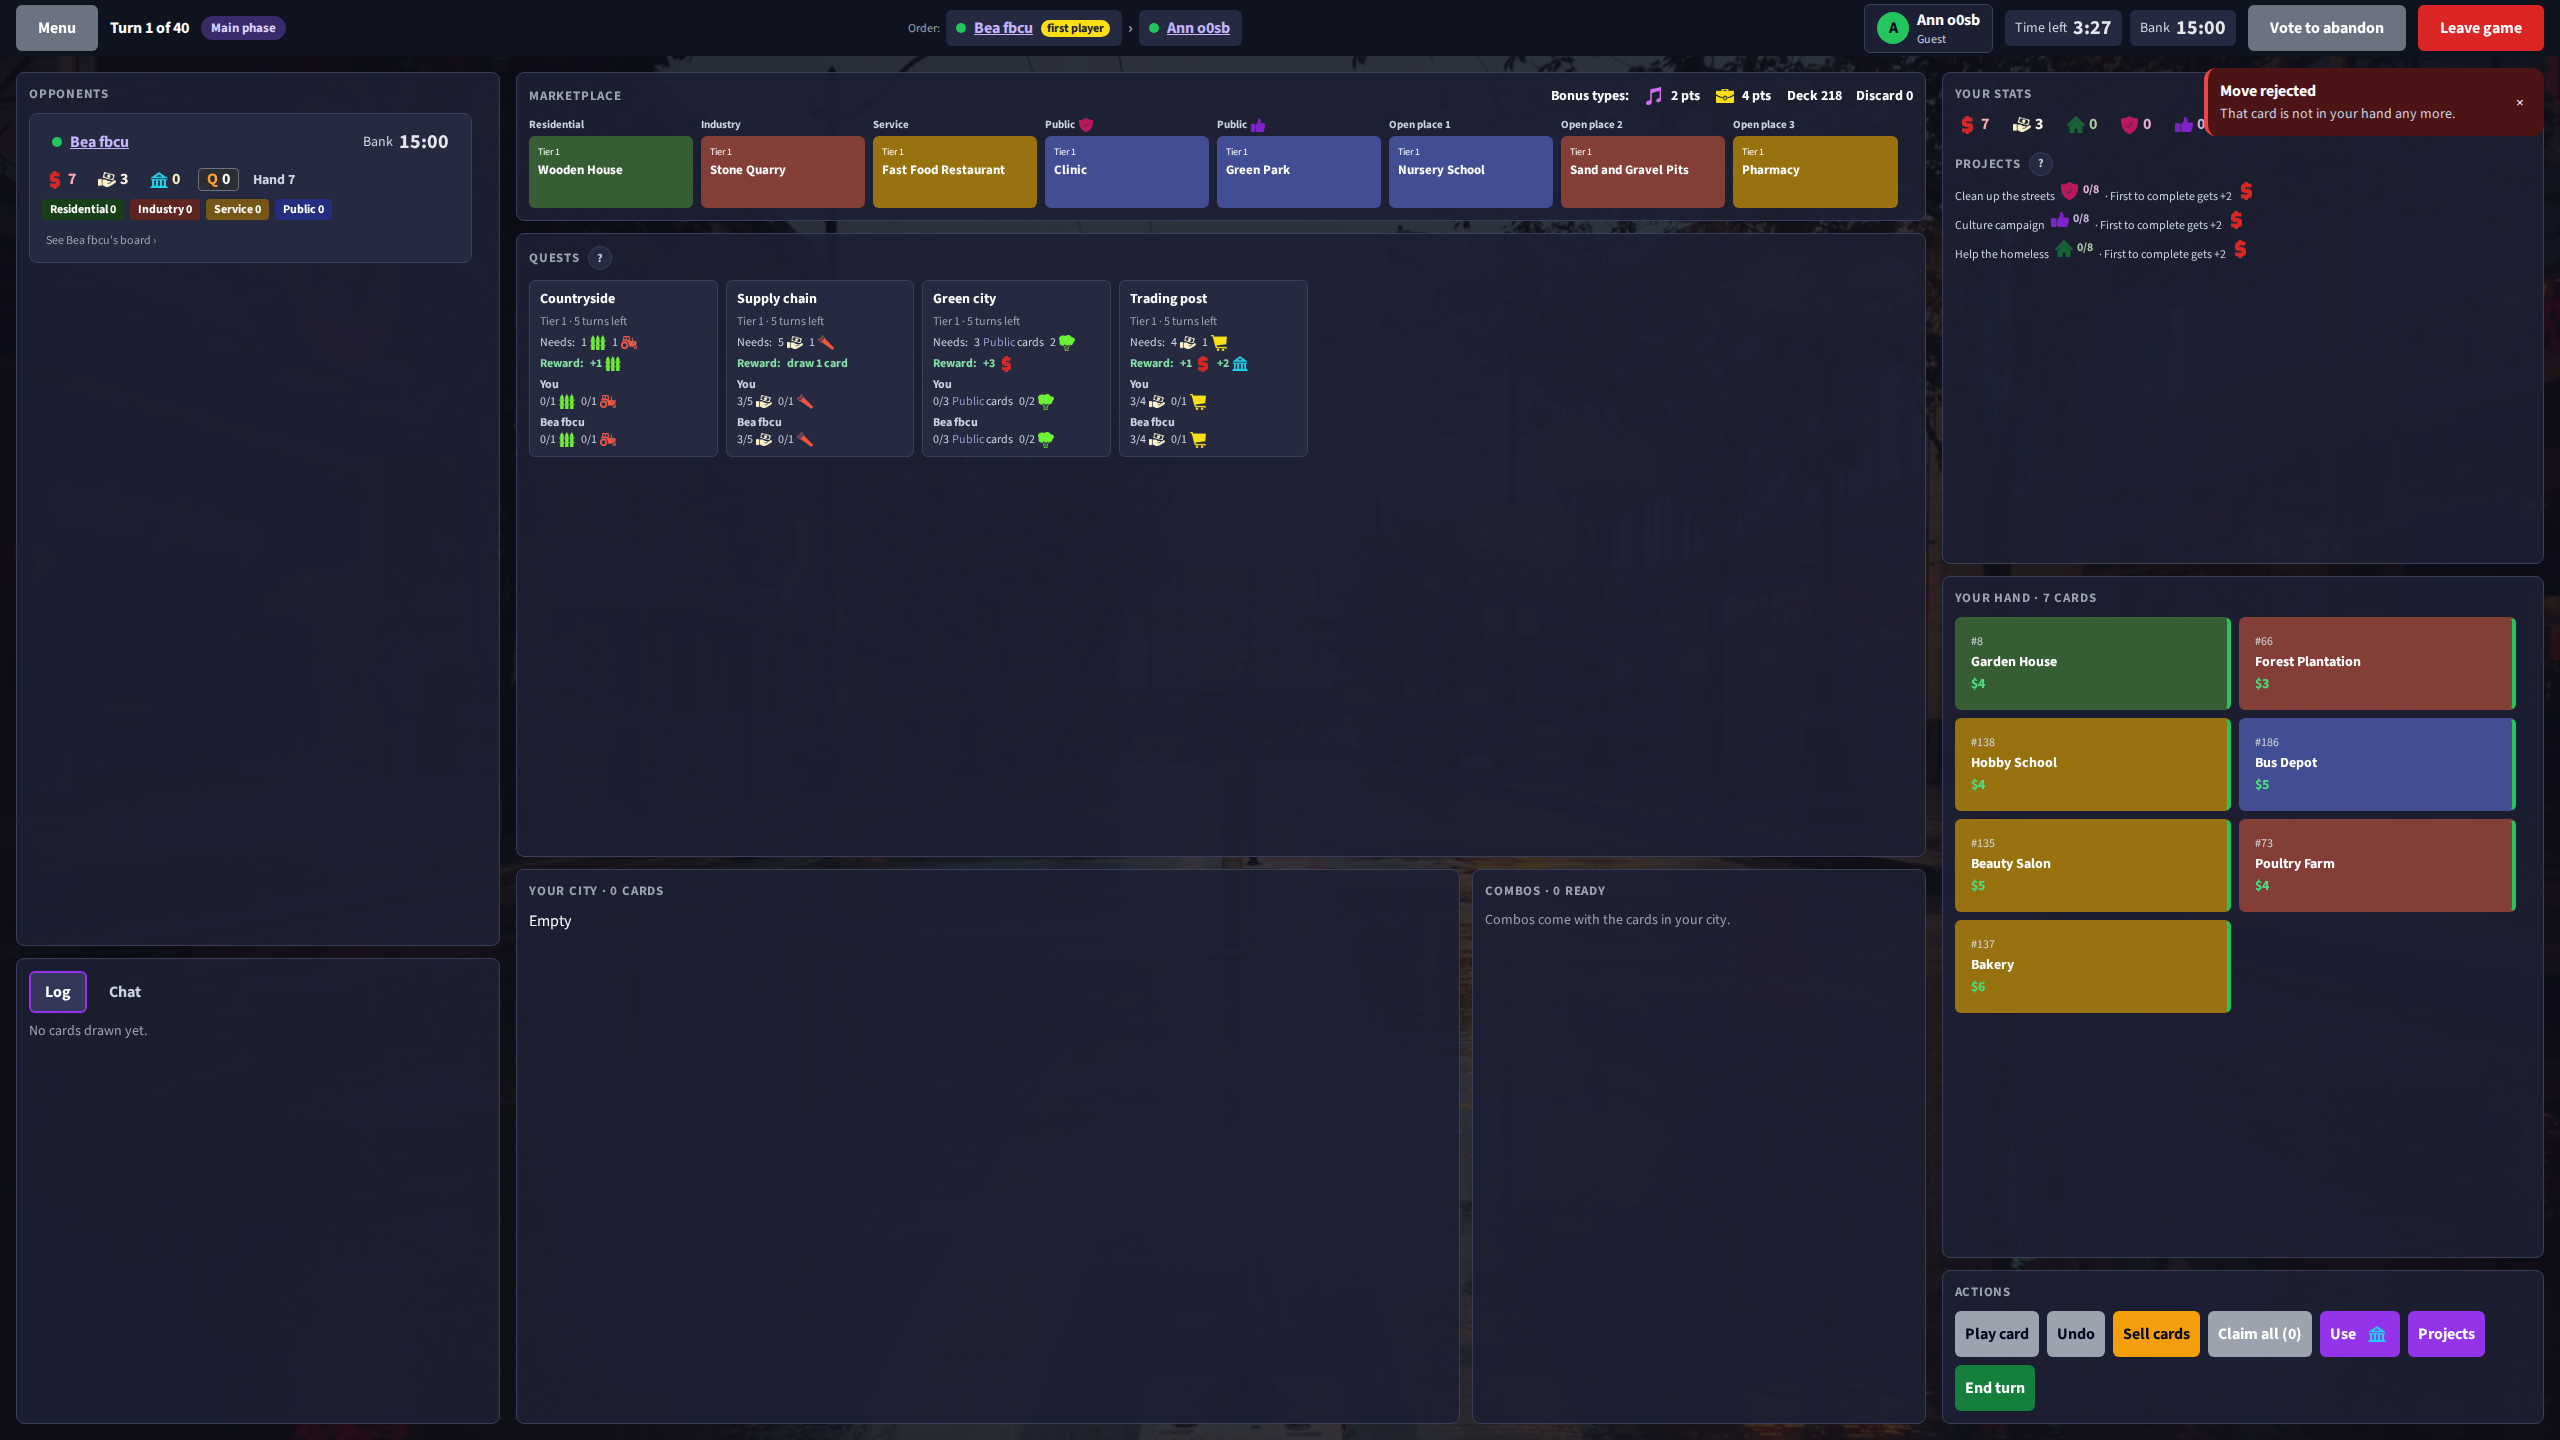 Menu
Turn 1 of 40
Main phase
Order:
Bea fbcu
first player
›
Ann o0sb
A
Ann o0sb
Guest
Time left 3:27
Bank 15:00
Vote to abandon
Leave game
OPPONENTS
Bea fbcu
Bank 15:00
7 3 0 Q 0 Hand 7
Residential 0 Industry 0 Service 0 Public 0
See Bea fbcu's board ›
Log
Chat
No cards drawn yet.
MARKETPLACE
Bonus types: 2 pts 4 pts Deck 218 Discard 0
Residential
Tier 1
Wooden House
Industry
Tier 1
Stone Quarry
Service
Tier 1
Fast Food Restaurant
Public
Tier 1
Clinic
Public
Tier 1
Green Park
Open place 1
Tier 1
Nursery School
Open place 2
Tier 1
Sand and Gravel Pits
Open place 3
Tier 1
Pharmacy
QUESTS ?
Countryside
Tier 1 · 5 turns left
Needs: 1 1
Reward: +1
You
0/1 0/1
Bea fbcu
0/1 0/1
Supply chain
Tier 1 · 5 turns left
Needs: 5 1
Reward: draw 1 card
You
3/5 0/1
Bea fbcu
3/5 0/1
Green city
Tier 1 · 5 turns left
Needs: 3 Public cards 2
Reward: +3
You
0/3 Public cards 0/2
Bea fbcu
0/3 Public cards 0/2
Trading post
Tier 1 · 5 turns left
Needs: 4 1
Reward: +1 +2
You
3/4 0/1
Bea fbcu
3/4 0/1
YOUR CITY · 0 CARDS
Empty
COMBOS · 0 READY
Combos come with the cards in your city.
YOUR STATS
7 3 0 0 0
Move rejected
That card is not in your hand any more.
×
PROJECTS ?
Clean up the streets 0/8 · First to complete gets +2
Culture campaign 0/8 · First to complete gets +2
Help the homeless 0/8 · First to complete gets +2
YOUR HAND · 7 CARDS
#8
Garden House
$4
#66
Forest Plantation
$3
#138
Hobby School
$4
#186
Bus Depot
$5
#135
Beauty Salon
$5
#73
Poultry Farm
$4
#137
Bakery
$6
ACTIONS
Play card
Undo
Sell cards
Claim all (0)
Use
Projects
End turn